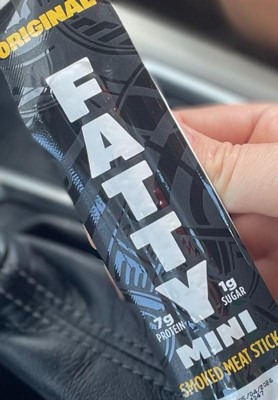 ORIGINAL
FATTY
7g
PROTEIN
1g
SUGAR
MINI
SMOKED MEAT STICK